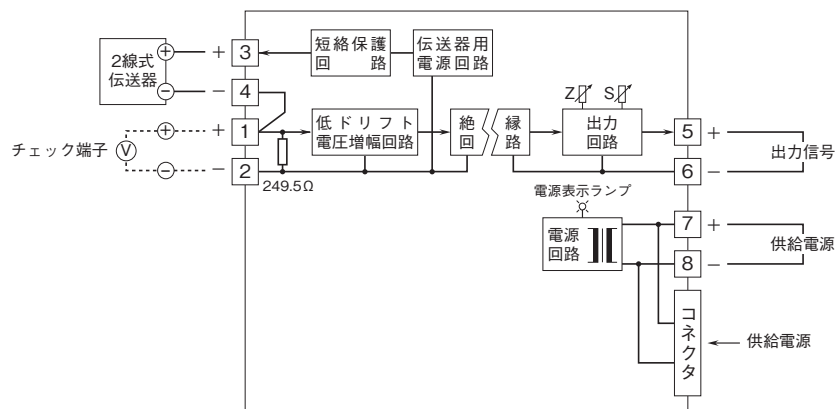 2線式
伝送器
+
−
+
−
3
4
短絡保護
回路
伝送器用
電源回路
チェック端子
V
+
−
+
−
1
2
249.5Ω
低ドリフト
電圧増幅回路
絶縁
回路
Z
S
出力
回路
5
6
+
−
出力信号
電源表示ランプ
電源
回路
7
8
+
−
供給電源
コネクタ
供給電源